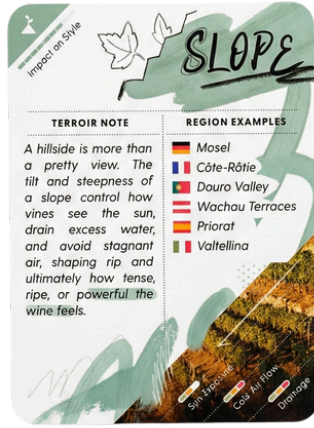 Impact on Style
SLOPE
TERROIR NOTE
A hillside is more than
a pretty view. The
tilt and steepness of
a slope control how
vines see the sun,
drain excess water,
and avoid stagnant
air, shaping rip and
ultimately how tense,
ripe, or powerful the
wine feels.
REGION EXAMPLES
Mosel
Côte-Rôtie
Douro Valley
Wachau Terraces
Priorat
Valtellina
Sun Exposure
Cold Air Flow
Drainage